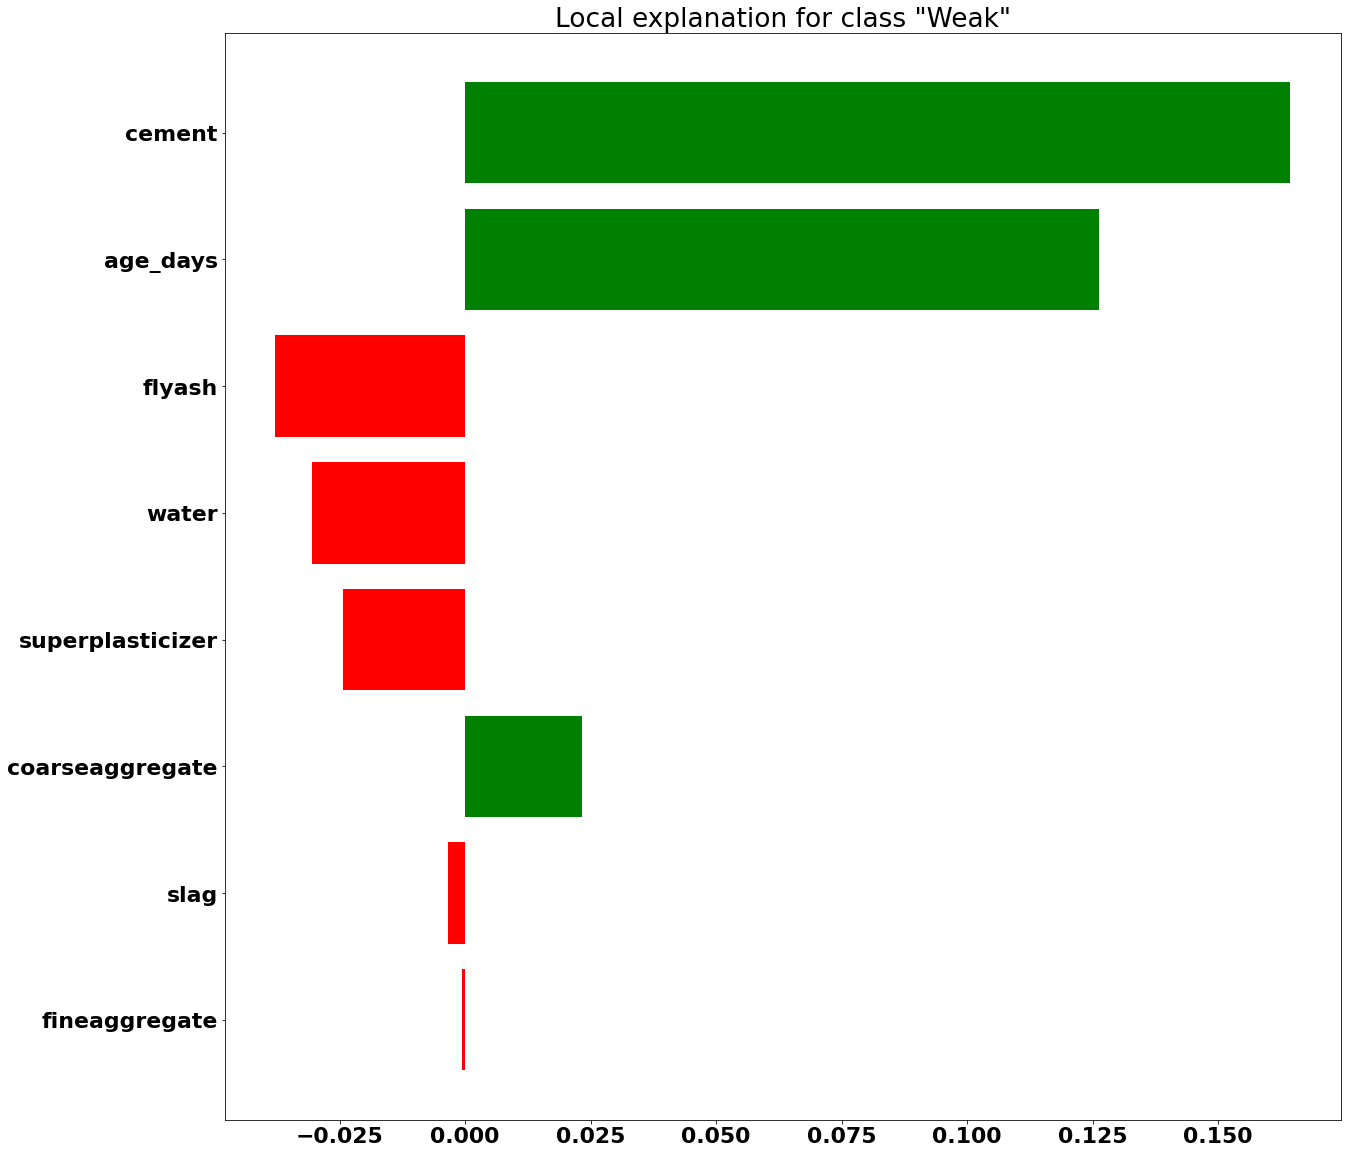 Local explanation for class "Weak"
cement
age_days
flyash
water
superplasticizer
coarseaggregate
slag
fineaggregate
−0.025 0.000 0.025 0.050 0.075 0.100 0.125 0.150